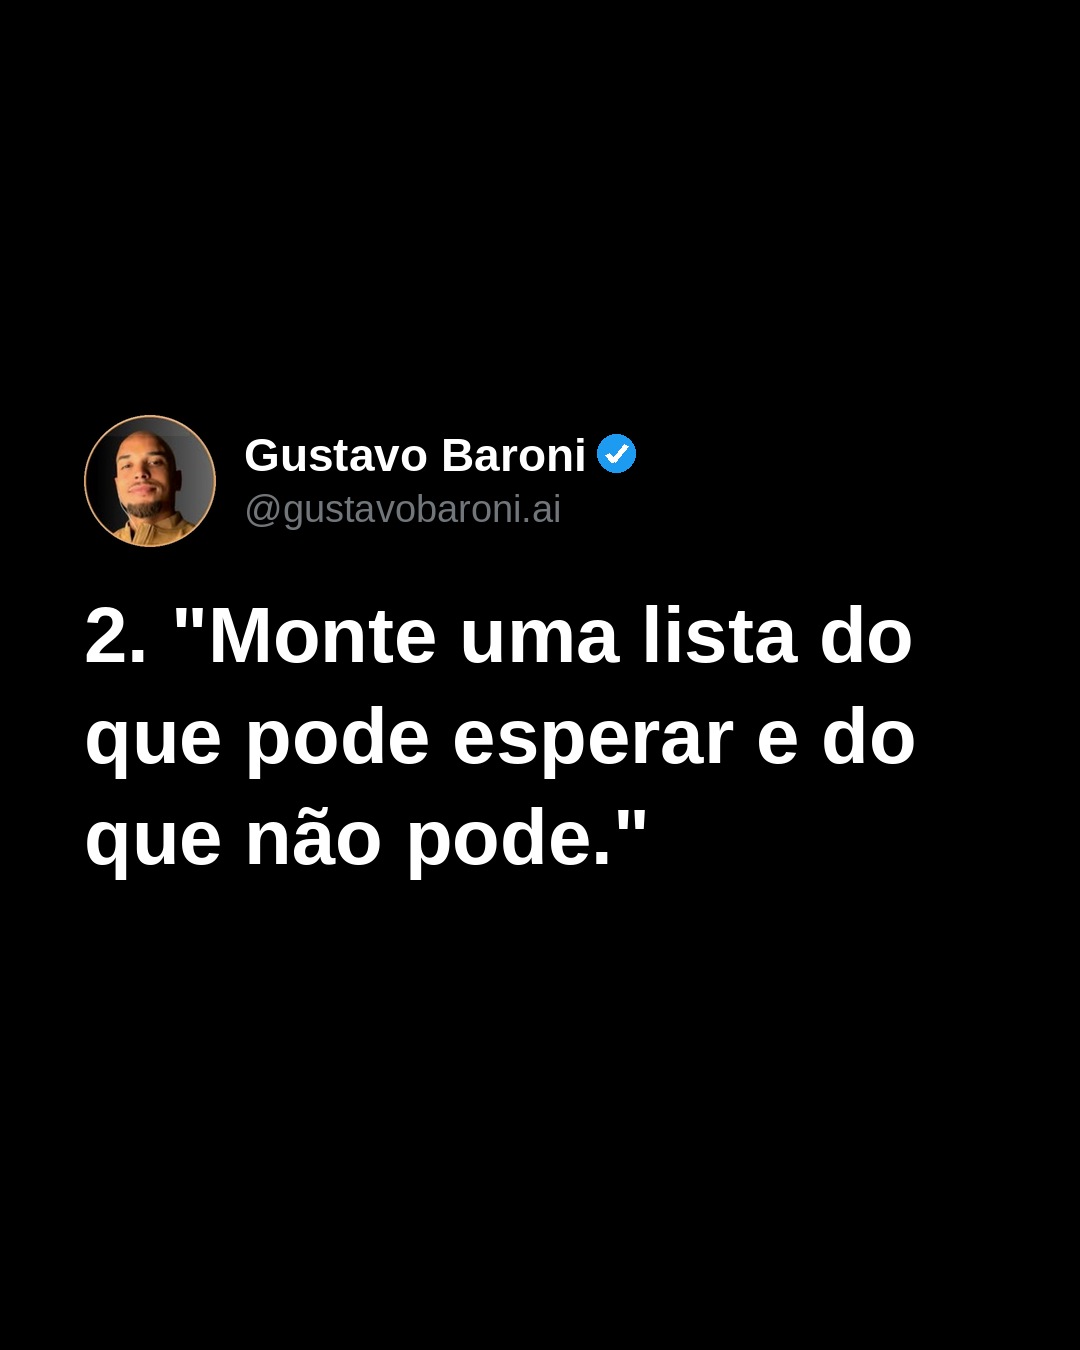 Gustavo Baroni
@gustavobaroni.ai
2. "Monte uma lista do
que pode esperar e do
que não pode."